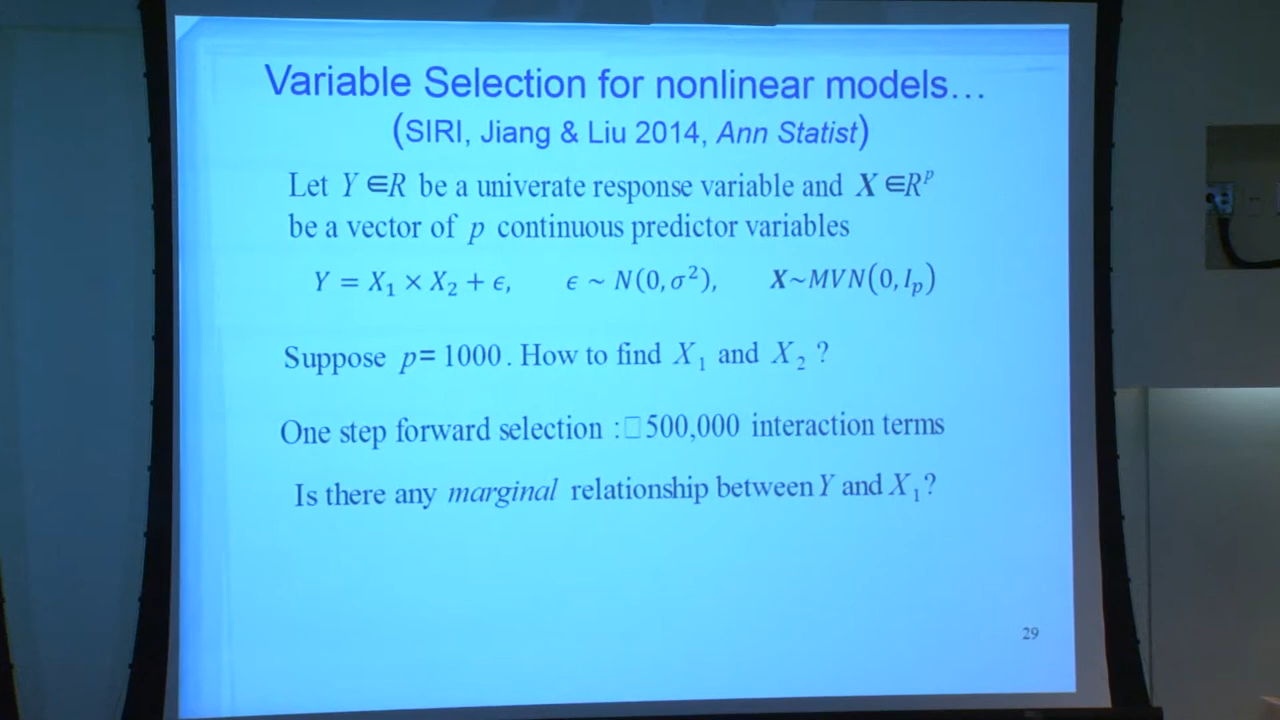 Variable Selection for nonlinear models...
(SIRI, Jiang & Liu 2014, Ann Statist)
Let Y ∈R be a univerate response variable and X ∈Rᵖ
be a vector of p continuous predictor variables
Y = X₁ × X₂ + ϵ, ϵ ~ N(0, σ²), X~MVN(0, Iₚ)
Suppose p= 1000. How to find X₁ and X₂ ?
One step forward selection :□500,000 interaction terms
Is there any marginal relationship between Y and X₁?
29